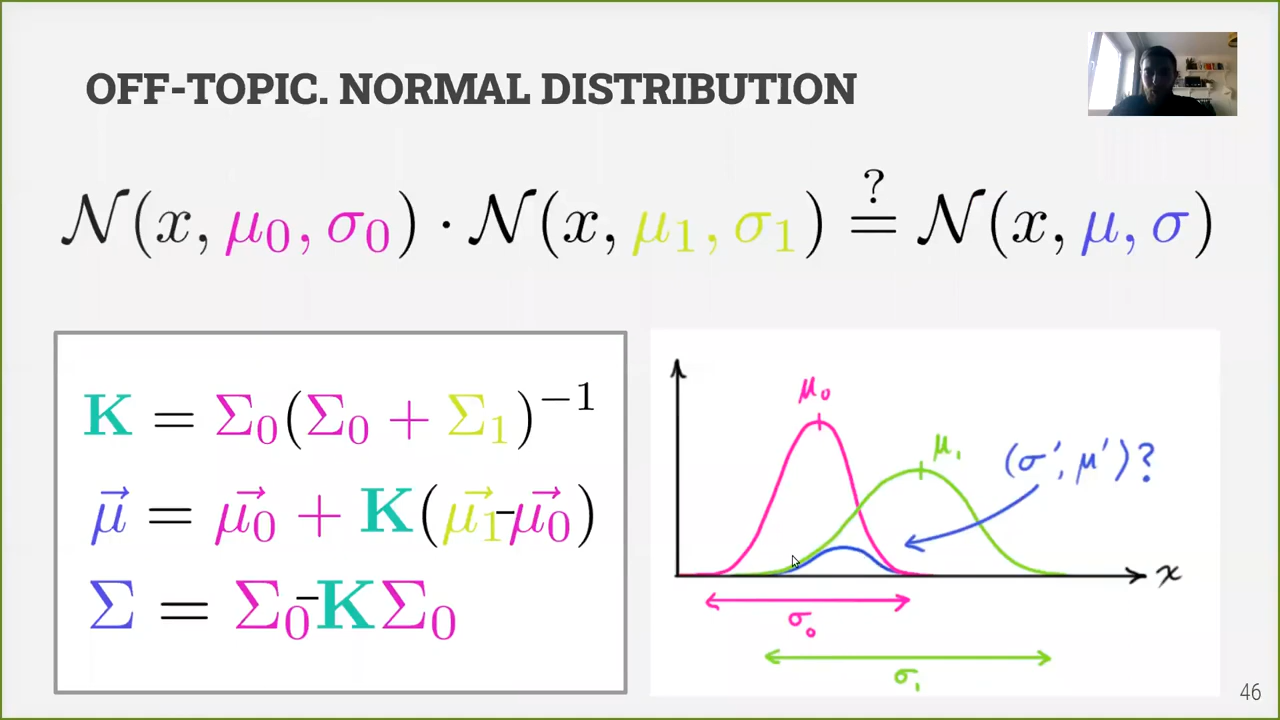 OFF-TOPIC. NORMAL DISTRIBUTION
𝒩(x, μ₀, σ₀) · 𝒩(x, μ₁, σ₁) ≟ 𝒩(x, μ, σ)
K = Σ₀(Σ₀ + Σ₁)⁻¹
μ⃗ = μ⃗₀ + K(μ⃗₁–μ⃗₀)
Σ = Σ₀–KΣ₀
μ₀
μ₁
(σ', μ')?
x
σ₀
σ₁
46